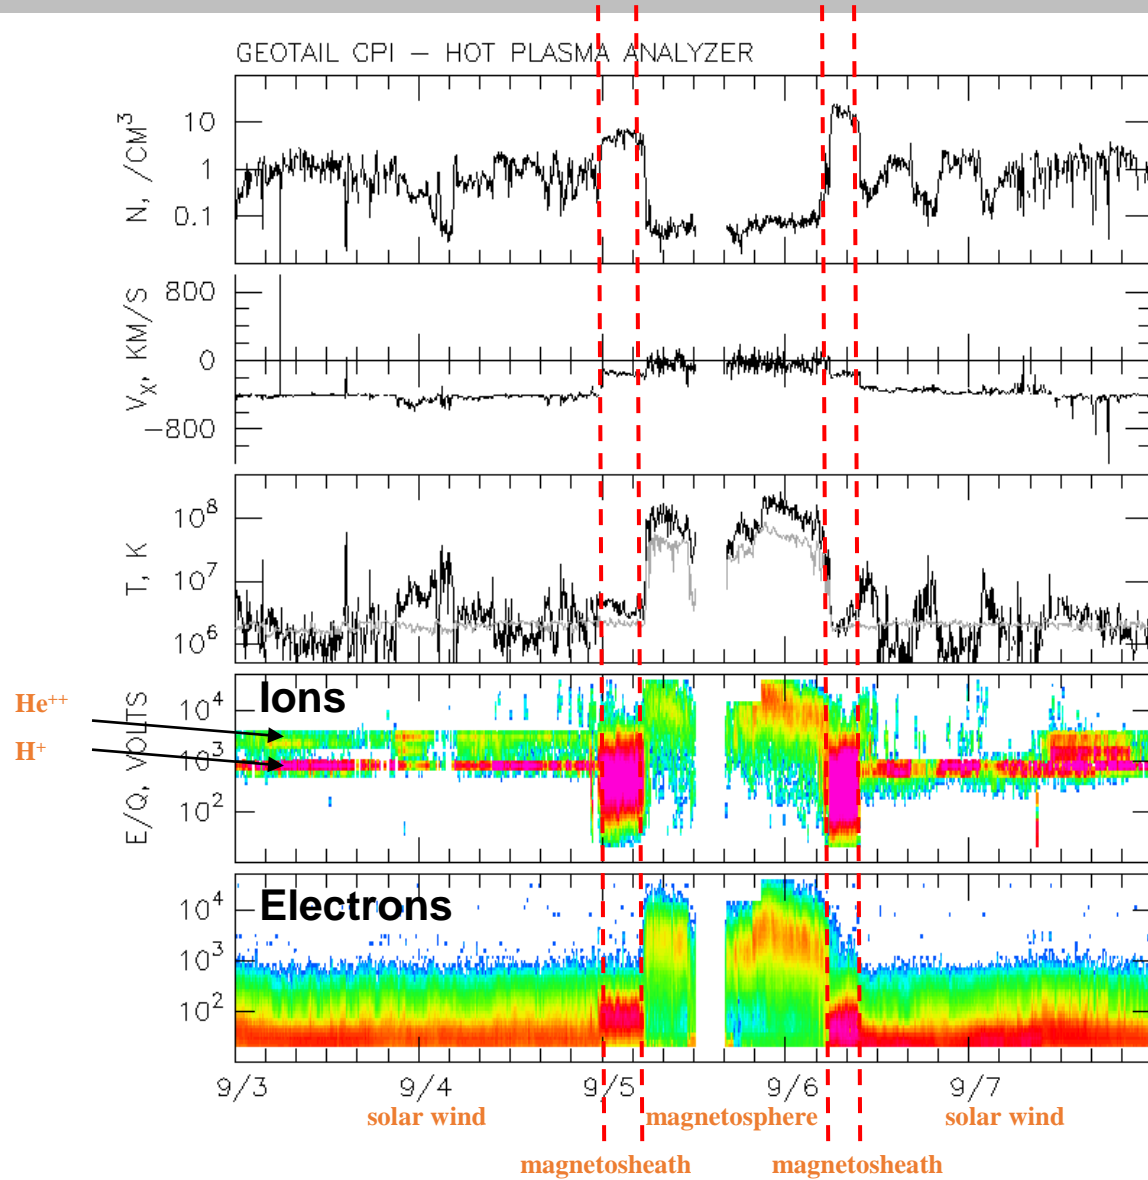 GEOTAIL CPI — HOT PLASMA ANALYZER
N, /CM³
10
1
0.1
Vx, KM/S
800
0
−800
T, K
10⁸
10⁷
10⁶
He⁺⁺
H⁺
E/Q, VOLTS
Ions
10⁴
10³
10²
Electrons
10⁴
10³
10²
9/3 9/4 9/5 9/6 9/7
solar wind magnetosphere solar wind
magnetosheath magnetosheath